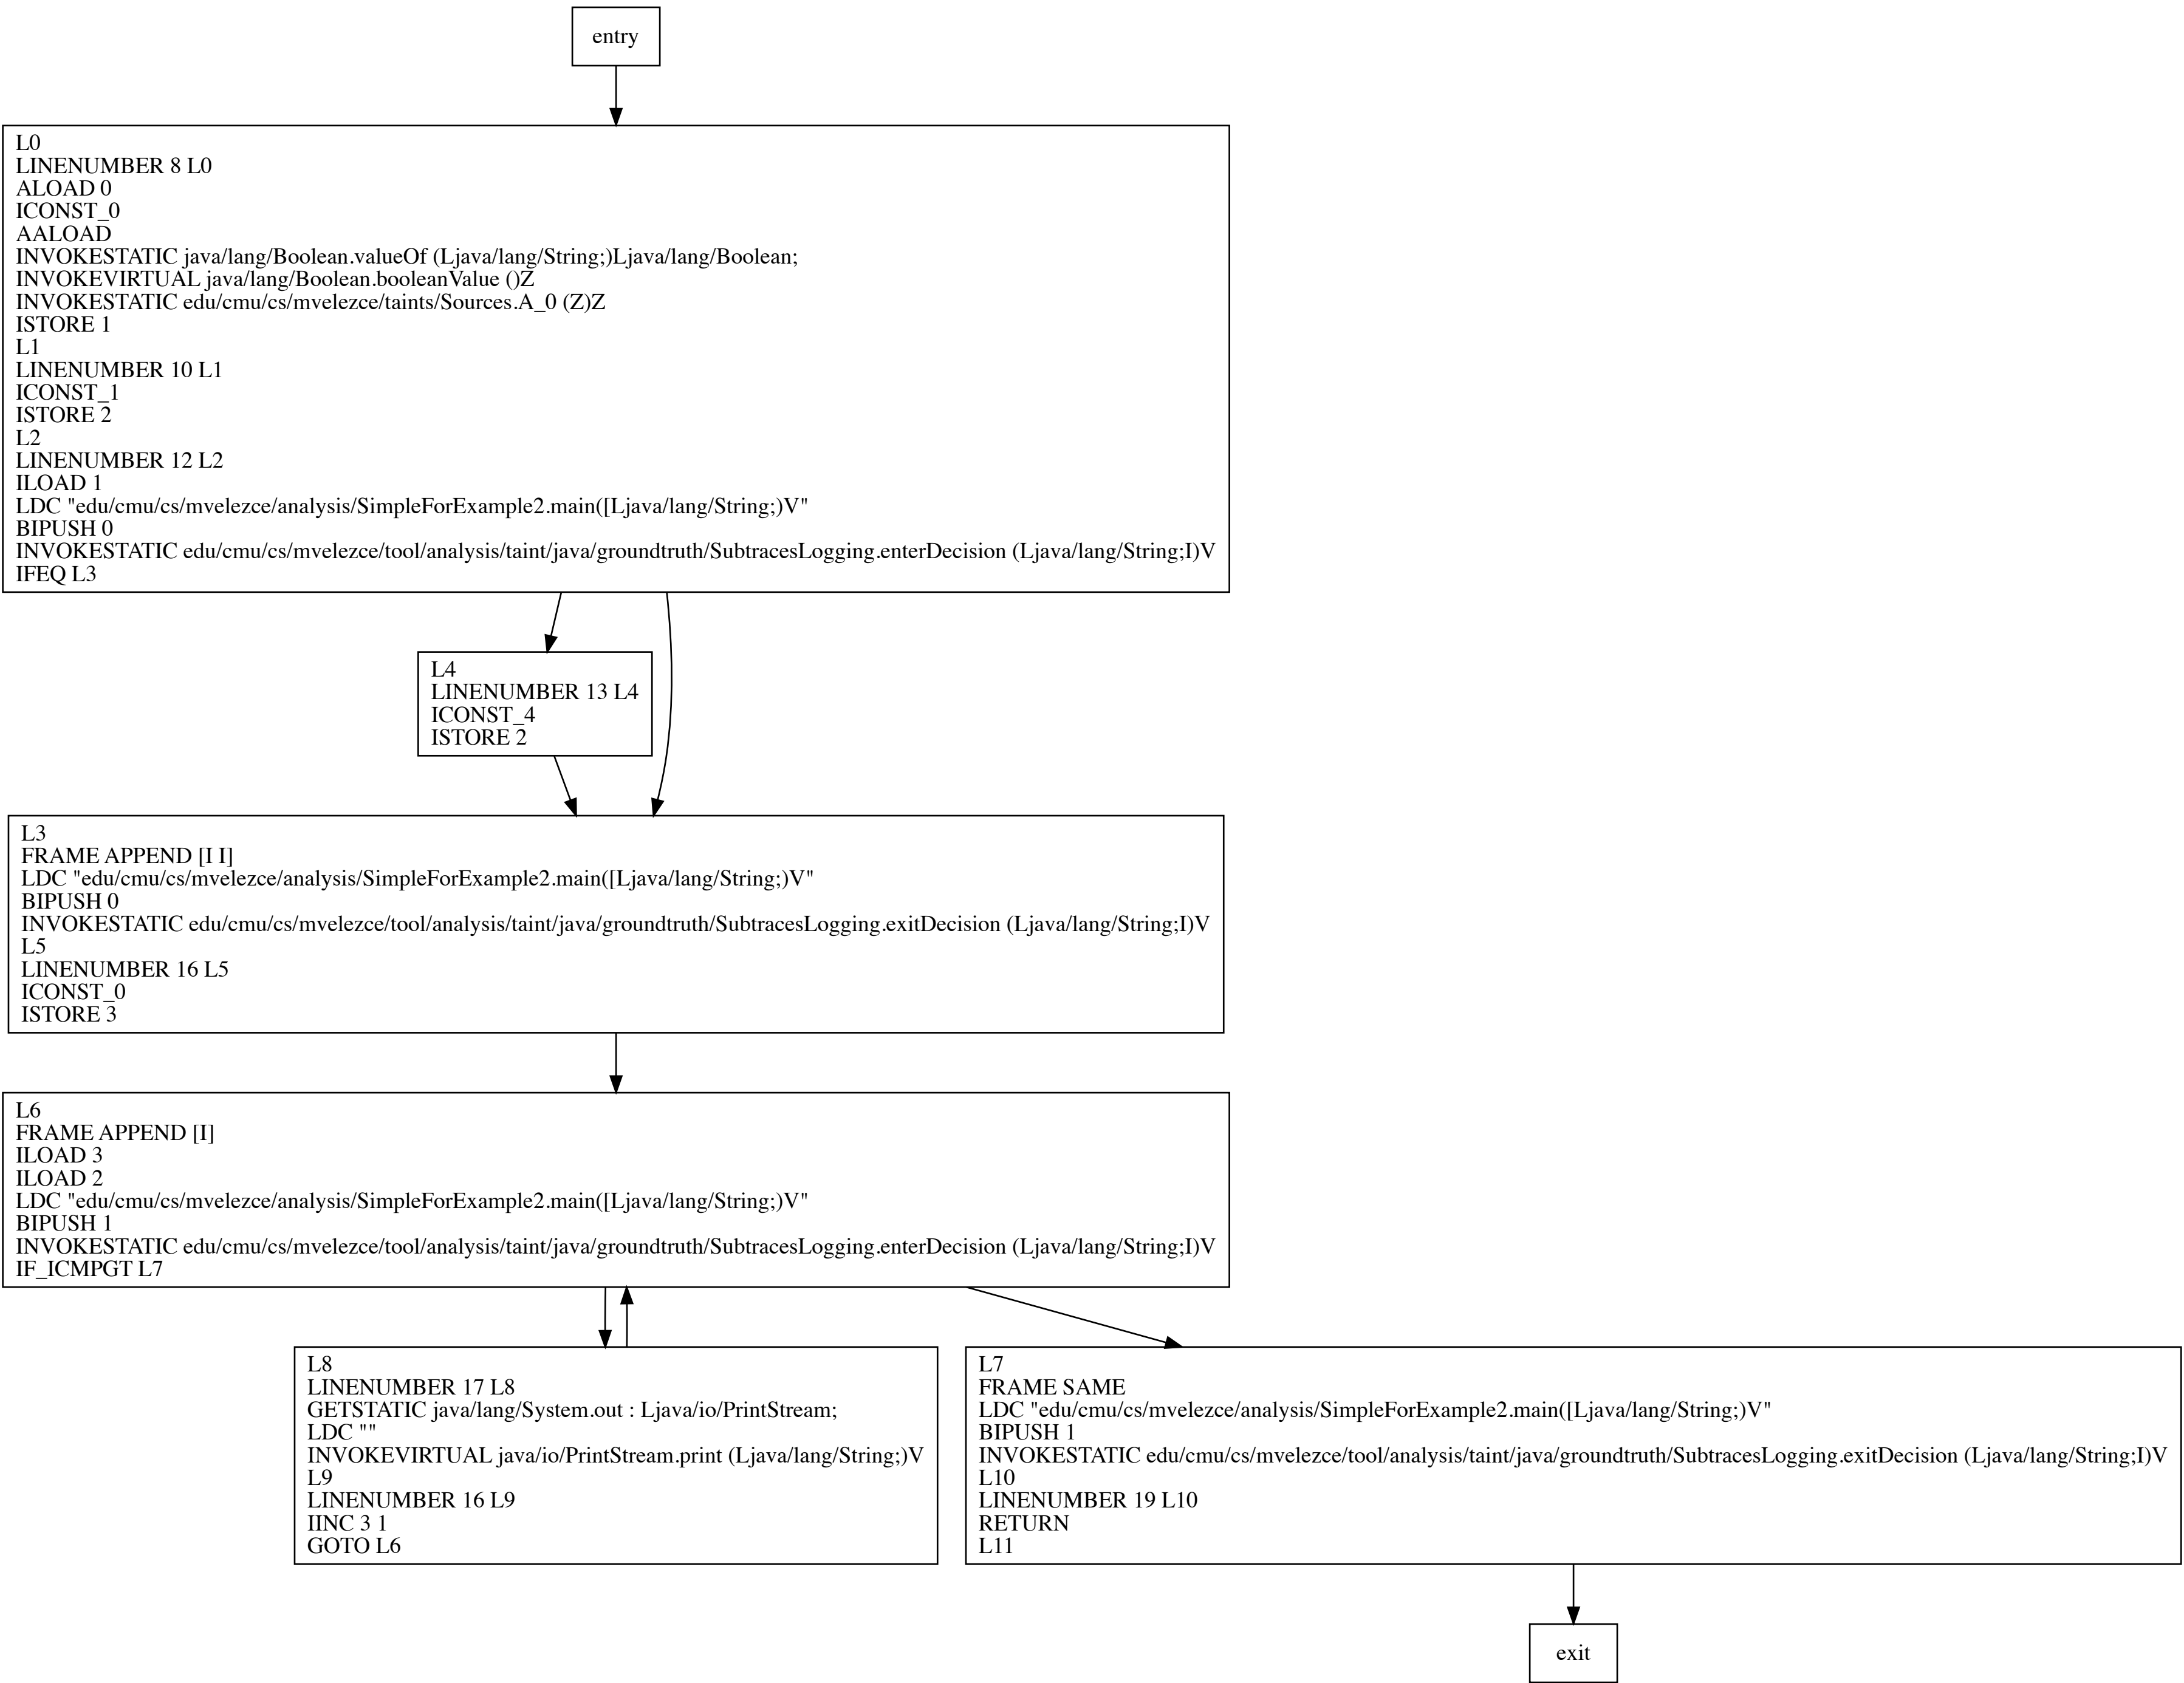 entry
L0
LINENUMBER 8 L0
ALOAD 0
ICONST_0
AALOAD
INVOKESTATIC java/lang/Boolean.valueOf (Ljava/lang/String;)Ljava/lang/Boolean;
INVOKEVIRTUAL java/lang/Boolean.booleanValue ()Z
INVOKESTATIC edu/cmu/cs/mvelezce/taints/Sources.A_0 (Z)Z
ISTORE 1
L1
LINENUMBER 10 L1
ICONST_1
ISTORE 2
L2
LINENUMBER 12 L2
ILOAD 1
LDC "edu/cmu/cs/mvelezce/analysis/SimpleForExample2.main([Ljava/lang/String;)V"
BIPUSH 0
INVOKESTATIC edu/cmu/cs/mvelezce/tool/analysis/taint/java/groundtruth/SubtracesLogging.enterDecision (Ljava/lang/String;I)V
IFEQ L3
L4
LINENUMBER 13 L4
ICONST_4
ISTORE 2
L3
FRAME APPEND [I I]
LDC "edu/cmu/cs/mvelezce/analysis/SimpleForExample2.main([Ljava/lang/String;)V"
BIPUSH 0
INVOKESTATIC edu/cmu/cs/mvelezce/tool/analysis/taint/java/groundtruth/SubtracesLogging.exitDecision (Ljava/lang/String;I)V
L5
LINENUMBER 16 L5
ICONST_0
ISTORE 3
L6
FRAME APPEND [I]
ILOAD 3
ILOAD 2
LDC "edu/cmu/cs/mvelezce/analysis/SimpleForExample2.main([Ljava/lang/String;)V"
BIPUSH 1
INVOKESTATIC edu/cmu/cs/mvelezce/tool/analysis/taint/java/groundtruth/SubtracesLogging.enterDecision (Ljava/lang/String;I)V
IF_ICMPGT L7
L8
LINENUMBER 17 L8
GETSTATIC java/lang/System.out : Ljava/io/PrintStream;
LDC ""
INVOKEVIRTUAL java/io/PrintStream.print (Ljava/lang/String;)V
L9
LINENUMBER 16 L9
IINC 3 1
GOTO L6
L7
FRAME SAME
LDC "edu/cmu/cs/mvelezce/analysis/SimpleForExample2.main([Ljava/lang/String;)V"
BIPUSH 1
INVOKESTATIC edu/cmu/cs/mvelezce/tool/analysis/taint/java/groundtruth/SubtracesLogging.exitDecision (Ljava/lang/String;I)V
L10
LINENUMBER 19 L10
RETURN
L11
exit